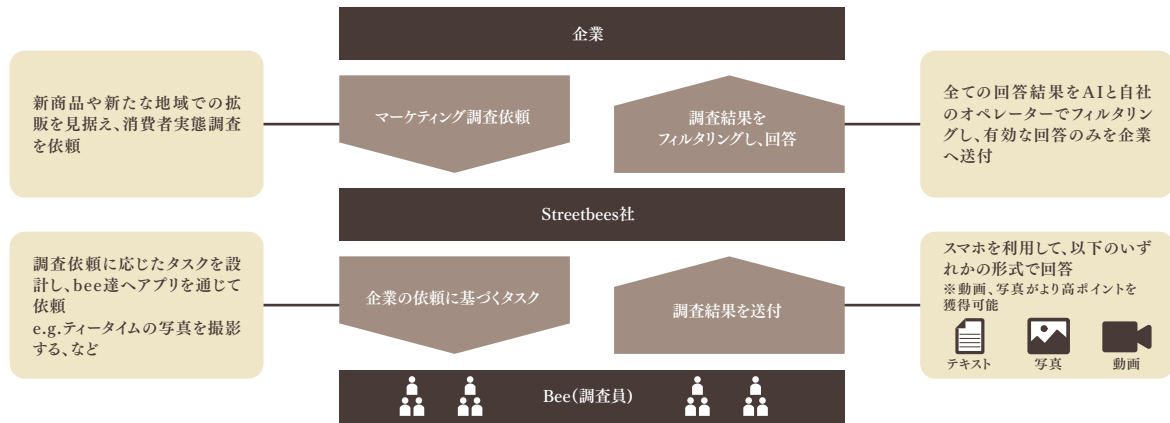 企業
新商品や新たな地域での拡
販を見据え、消費者実態調査
を依頼
マーケティング調査依頼
調査結果を
フィルタリングし、回答
全ての回答結果をAIと自社
のオペレーターでフィルタリン
グし、有効な回答のみを企業
へ送付
Streetbees社
調査依頼に応じたタスクを設
計し、bee達へアプリを通じて
依頼
e.g.ティータイムの写真を撮影
する、など
企業の依頼に基づくタスク
調査結果を送付
スマホを利用して、以下のいず
れかの形式で回答
※動画、写真がより高ポイントを
獲得可能
テキスト
写真
動画
Bee(調査員)